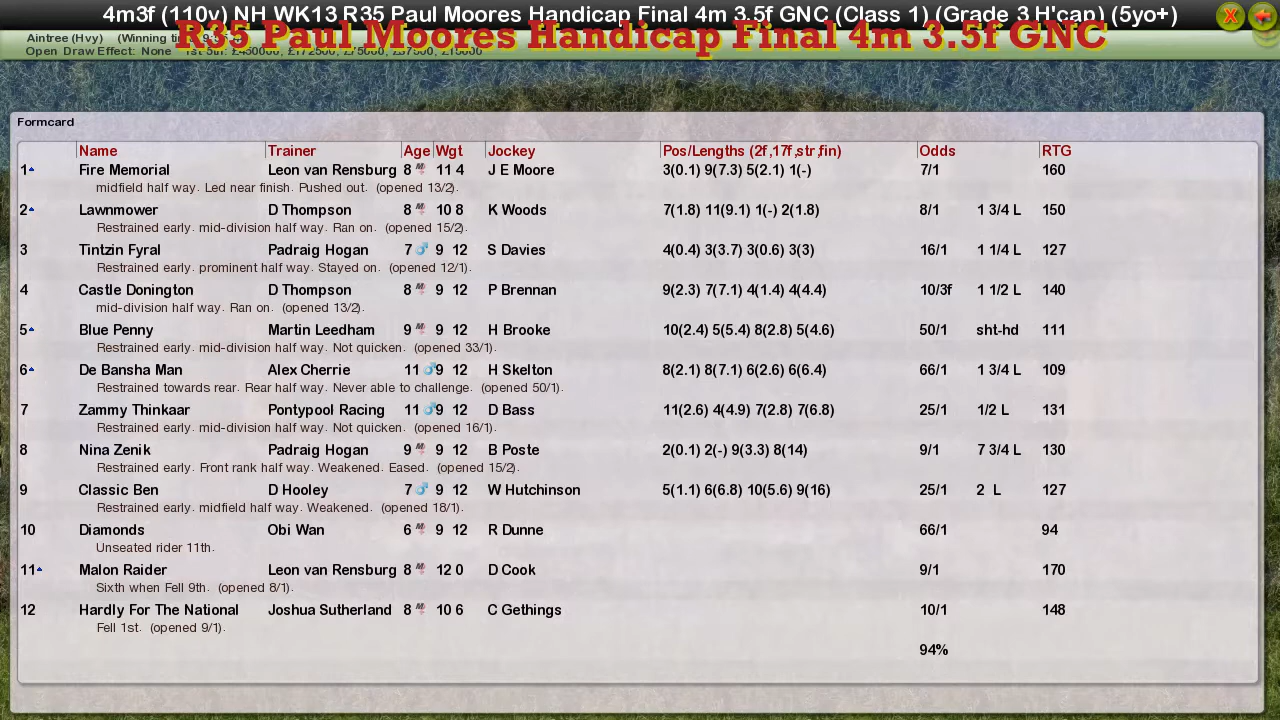 4m3f (110y) NH WK13 R35 Paul Moores Handicap Final 4m 3.5f GNC (Class 1) (Grade 3 H'cap) (5yo+)
R35 Paul Moores Handicap Final 4m 3.5f GNC
Aintree (Hvy) (Winning
Open Draw Effect: None 1st-5th: £450000, £172500, £75000, £37500, £15000
Formcard
Name Trainer Age Wgt Jockey Pos/Lengths (2f,17f,str,fin) Odds RTG
1 Fire Memorial Leon van Rensburg 8 11 4 J E Moore 3(0.1) 9(7.3) 5(2.1) 1(-) 7/1 160
midfield half way. Led near finish. Pushed out. (opened 13/2).
2 Lawnmower D Thompson 8 10 8 K Woods 7(1.8) 11(9.1) 1(-) 2(1.8) 8/1 1 3/4 L 150
Restrained early. mid-division half way. Ran on. (opened 15/2).
3 Tintzin Fyral Padraig Hogan 7 9 12 S Davies 4(0.4) 3(3.7) 3(0.6) 3(3) 16/1 1 1/4 L 127
Restrained early. prominent half way. Stayed on. (opened 12/1).
4 Castle Donington D Thompson 8 9 12 P Brennan 9(2.3) 7(7.1) 4(1.4) 4(4.4) 10/3f 1 1/2 L 140
mid-division half way. Ran on. (opened 13/2).
5 Blue Penny Martin Leedham 9 9 12 H Brooke 10(2.4) 5(5.4) 8(2.8) 5(4.6) 50/1 sht-hd 111
Restrained early. mid-division half way. Not quicken. (opened 33/1).
6 De Bansha Man Alex Cherrie 11 9 12 H Skelton 8(2.1) 8(7.1) 6(2.6) 6(6.4) 66/1 1 3/4 L 109
Restrained towards rear. Rear half way. Never able to challenge. (opened 50/1).
7 Zammy Thinkaar Pontypool Racing 11 9 12 D Bass 11(2.6) 4(4.9) 7(2.8) 7(6.8) 25/1 1/2 L 131
Restrained early. mid-division half way. Not quicken. (opened 16/1).
8 Nina Zenik Padraig Hogan 9 9 12 B Poste 2(0.1) 2(-) 9(3.3) 8(14) 9/1 7 3/4 L 130
Restrained early. Front rank half way. Weakened. Eased. (opened 15/2).
9 Classic Ben D Hooley 7 9 12 W Hutchinson 5(1.1) 6(6.8) 10(5.6) 9(16) 25/1 2 L 127
Restrained early. midfield half way. Weakened. (opened 18/1).
10 Diamonds Obi Wan 6 9 12 R Dunne 66/1 94
Unseated rider 11th.
11 Malon Raider Leon van Rensburg 8 12 0 D Cook 9/1 170
Sixth when Fell 9th. (opened 8/1).
12 Hardly For The National Joshua Sutherland 8 10 6 C Gethings 10/1 148
Fell 1st. (opened 9/1).
94%